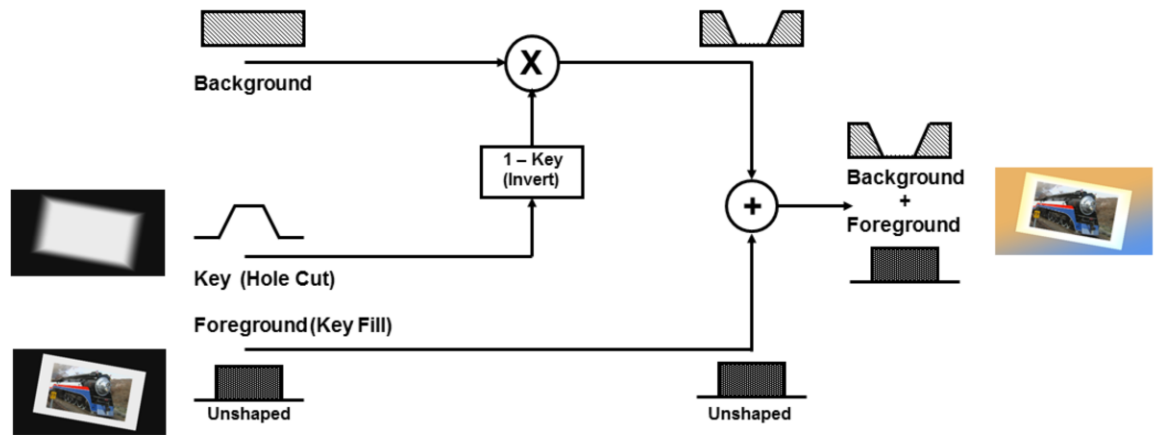 X
Background
1 – Key
(Invert)
+
Background
+
Foreground
Key (Hole Cut)
Foreground (Key Fill)
Unshaped
Unshaped